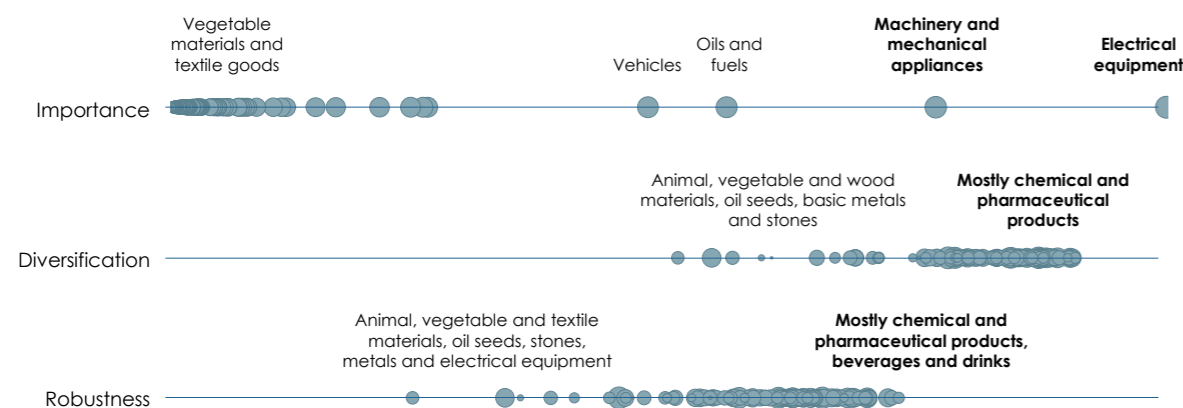 Vegetable
materials and
textile goods
Vehicles
Oils and
fuels
Machinery and
mechanical
appliances
Electrical
equipment
Importance
Animal, vegetable and wood
materials, oil seeds, basic metals
and stones
Mostly chemical and
pharmaceutical
products
Diversification
Animal, vegetable and textile
materials, oil seeds, stones,
metals and electrical equipment
Mostly chemical and
pharmaceutical products,
beverages and drinks
Robustness